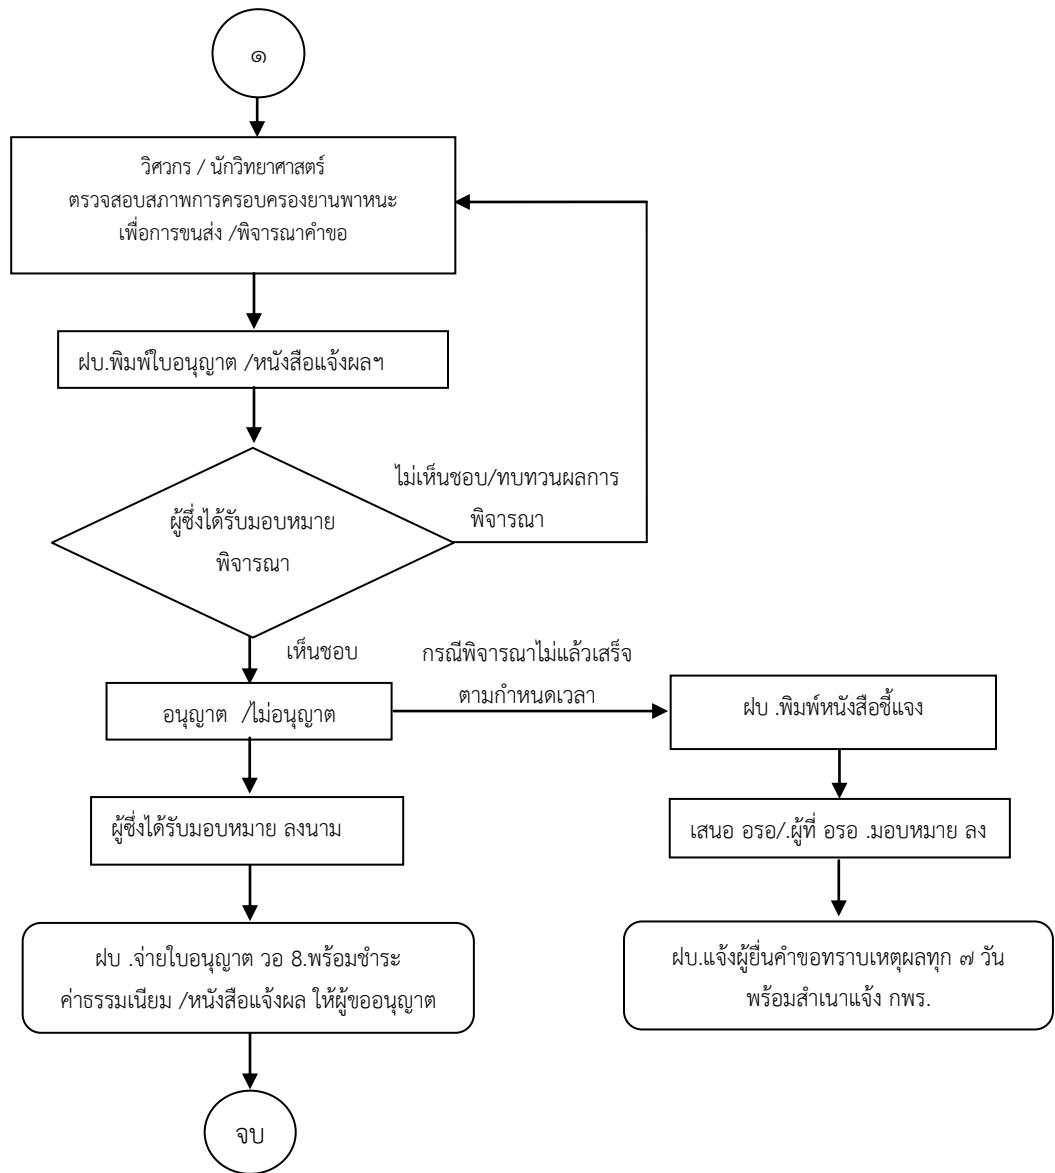 ๑
วิศวกร / นักวิทยาศาสตร์
ตรวจสอบสภาพการครอบครองยานพาหนะ
เพื่อการขนส่ง /พิจารณาคำขอ
ฝบ.พิมพ์ใบอนุญาต /หนังสือแจ้งผลฯ
ไม่เห็นชอบ/ทบทวนผลการ
พิจารณา
ผู้ซึ่งได้รับมอบหมาย
พิจารณา
เห็นชอบ
กรณีพิจารณาไม่แล้วเสร็จ
ตามกำหนดเวลา
อนุญาต /ไม่อนุญาต
ฝบ .พิมพ์หนังสือชี้แจง
ผู้ซึ่งได้รับมอบหมาย ลงนาม
เสนอ อรอ/.ผู้ที่ อรอ .มอบหมาย ลง
ฝบ .จ่ายใบอนุญาต วอ 8.พร้อมชำระ
ค่าธรรมเนียม /หนังสือแจ้งผล ให้ผู้ขออนุญาต
ฝบ.แจ้งผู้ยื่นคำขอทราบเหตุผลทุก ๗ วัน
พร้อมสำเนาแจ้ง กพร.
จบ